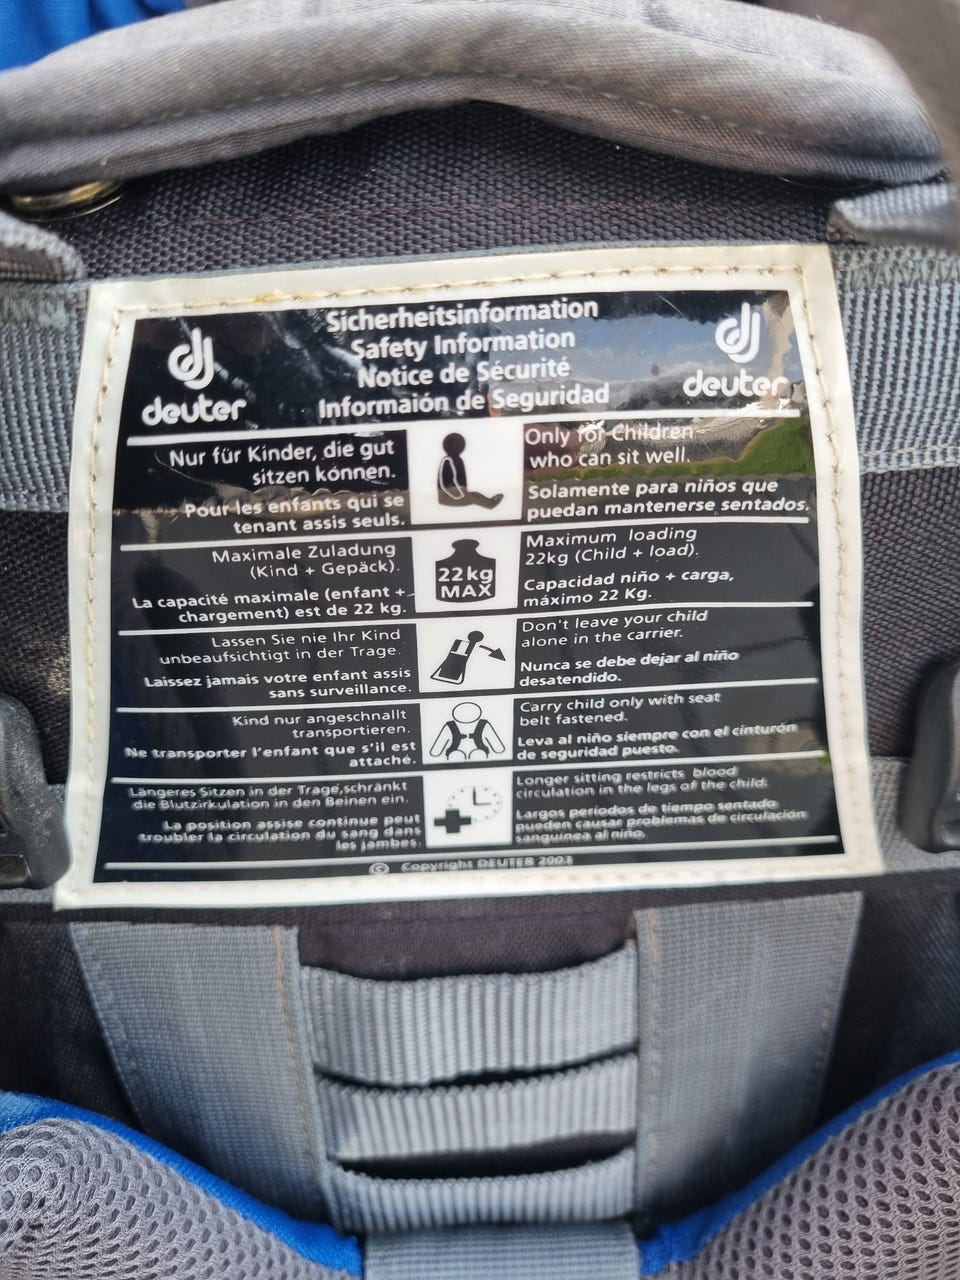 deuter
Sicherheitsinformation
Safety Information
Notice de Sécurité
Informaión de Seguridad
deuter
Nur für Kinder, die gut
sitzen können.
Pour les enfants qui se
tenant assis seuls.
Only for Children
who can sit well.
Solamente para niños que
puedan mantenerse sentados.
Maximale Zuladung
(Kind + Gepäck).
La capacité maximale (enfant +
chargement) est de 22 kg.
22kg
MAX
Maximum loading
22kg (Child + load).
Capacidad niño + carga,
máximo 22 Kg.
Lassen Sie nie Ihr Kind
unbeaufsichtigt in der Trage.
Laissez jamais votre enfant assis
sans surveillance.
Don't leave your child
alone in the carrier.
Nunca se debe dejar al niño
desatendido.
Kind nur angeschnallt
transportieren.
Ne transporter l'enfant que s'il est
attaché.
Carry child only with seat
belt fastened.
Leva al niño siempre con el cinturón
de seguridad puesto.
Längeres Sitzen in der Trage,schränkt
die Blutzirkulation in den Beinen ein.
La position assise continue peut
troubler la circulation du sang dans
les jambes.
Longer sitting restricts blood
circulation in the legs of the child.
Largos periodos de tiempo sentado
pueden causar problemas de circulación
sanguinea al niño.
© Copyright DEUTER 2003